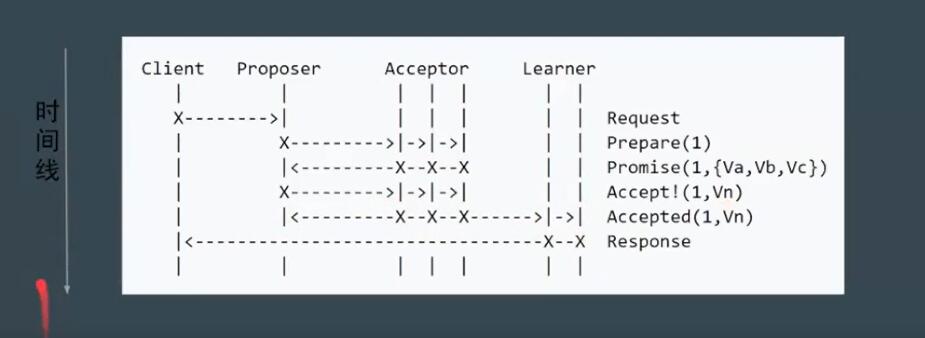 时间线
Client Proposer Acceptor Learner
Request
Prepare(1)
Promise(1,{Va,Vb,Vc})
Accept!(1,Vn)
Accepted(1,Vn)
Response